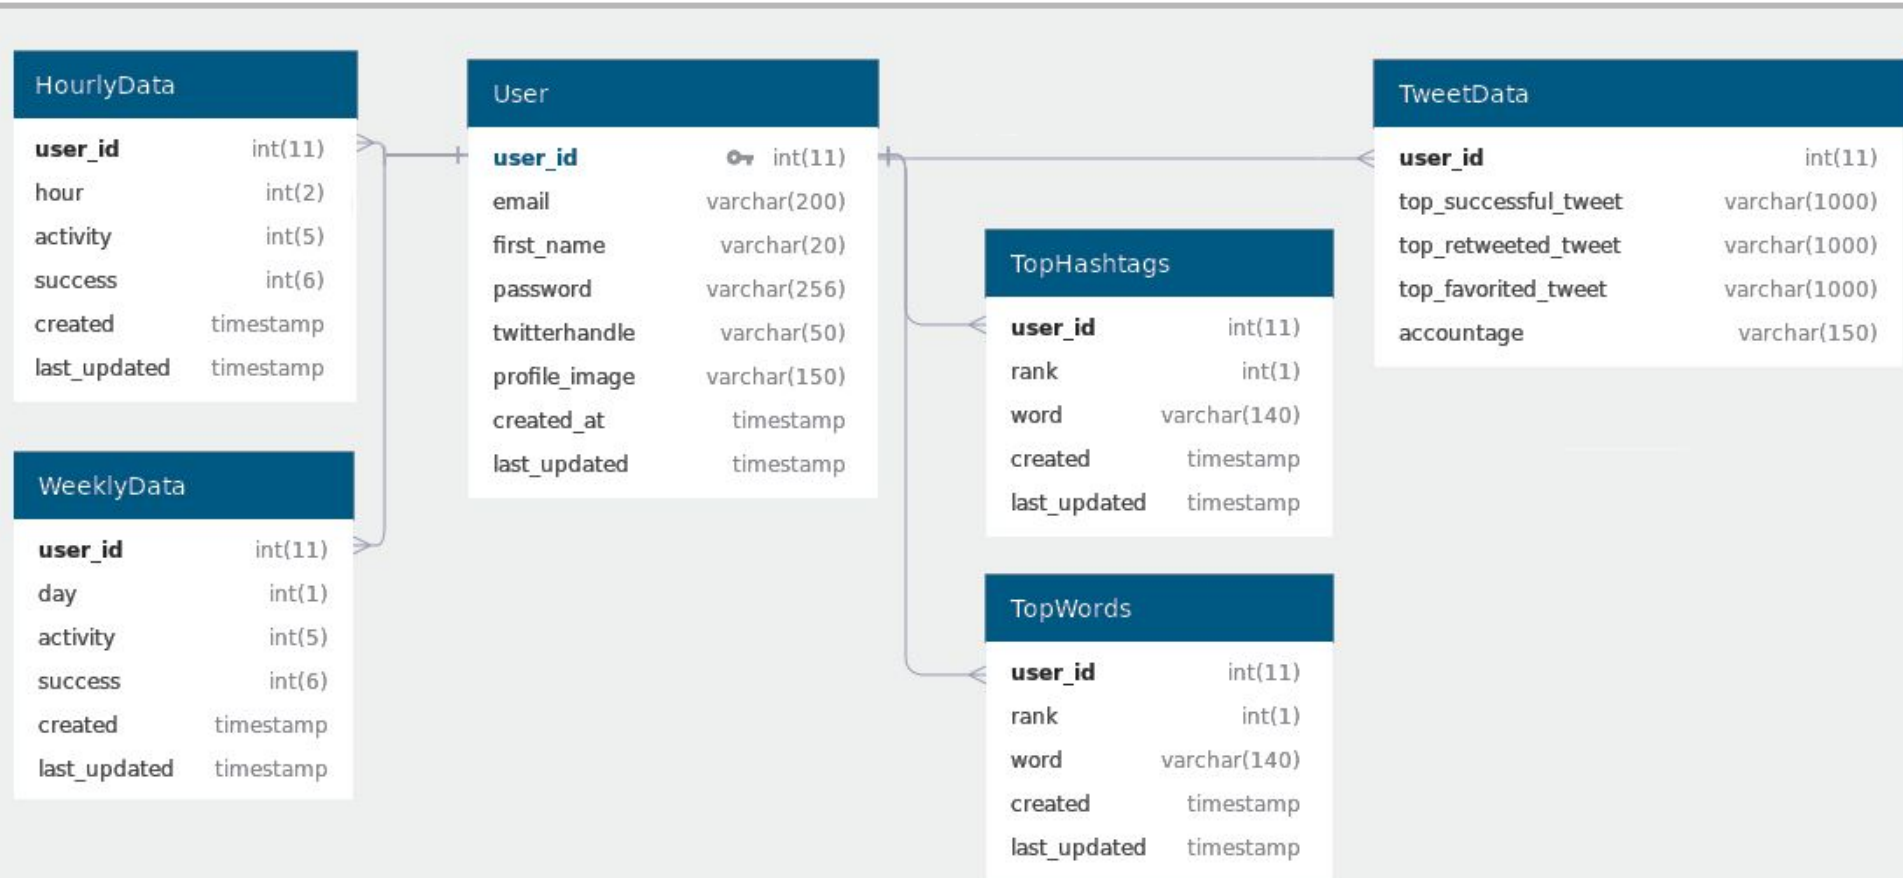 HourlyData
user_id int(11)
hour int(2)
activity int(5)
success int(6)
created timestamp
last_updated timestamp
WeeklyData
user_id int(11)
day int(1)
activity int(5)
success int(6)
created timestamp
last_updated timestamp
User
user_id int(11)
email varchar(200)
first_name varchar(20)
password varchar(256)
twitterhandle varchar(50)
profile_image varchar(150)
created_at timestamp
last_updated timestamp
TopHashtags
user_id int(11)
rank int(1)
word varchar(140)
created timestamp
last_updated timestamp
TopWords
user_id int(11)
rank int(1)
word varchar(140)
created timestamp
last_updated timestamp
TweetData
user_id int(11)
top_successful_tweet varchar(1000)
top_retweeted_tweet varchar(1000)
top_favorited_tweet varchar(1000)
accountage varchar(150)